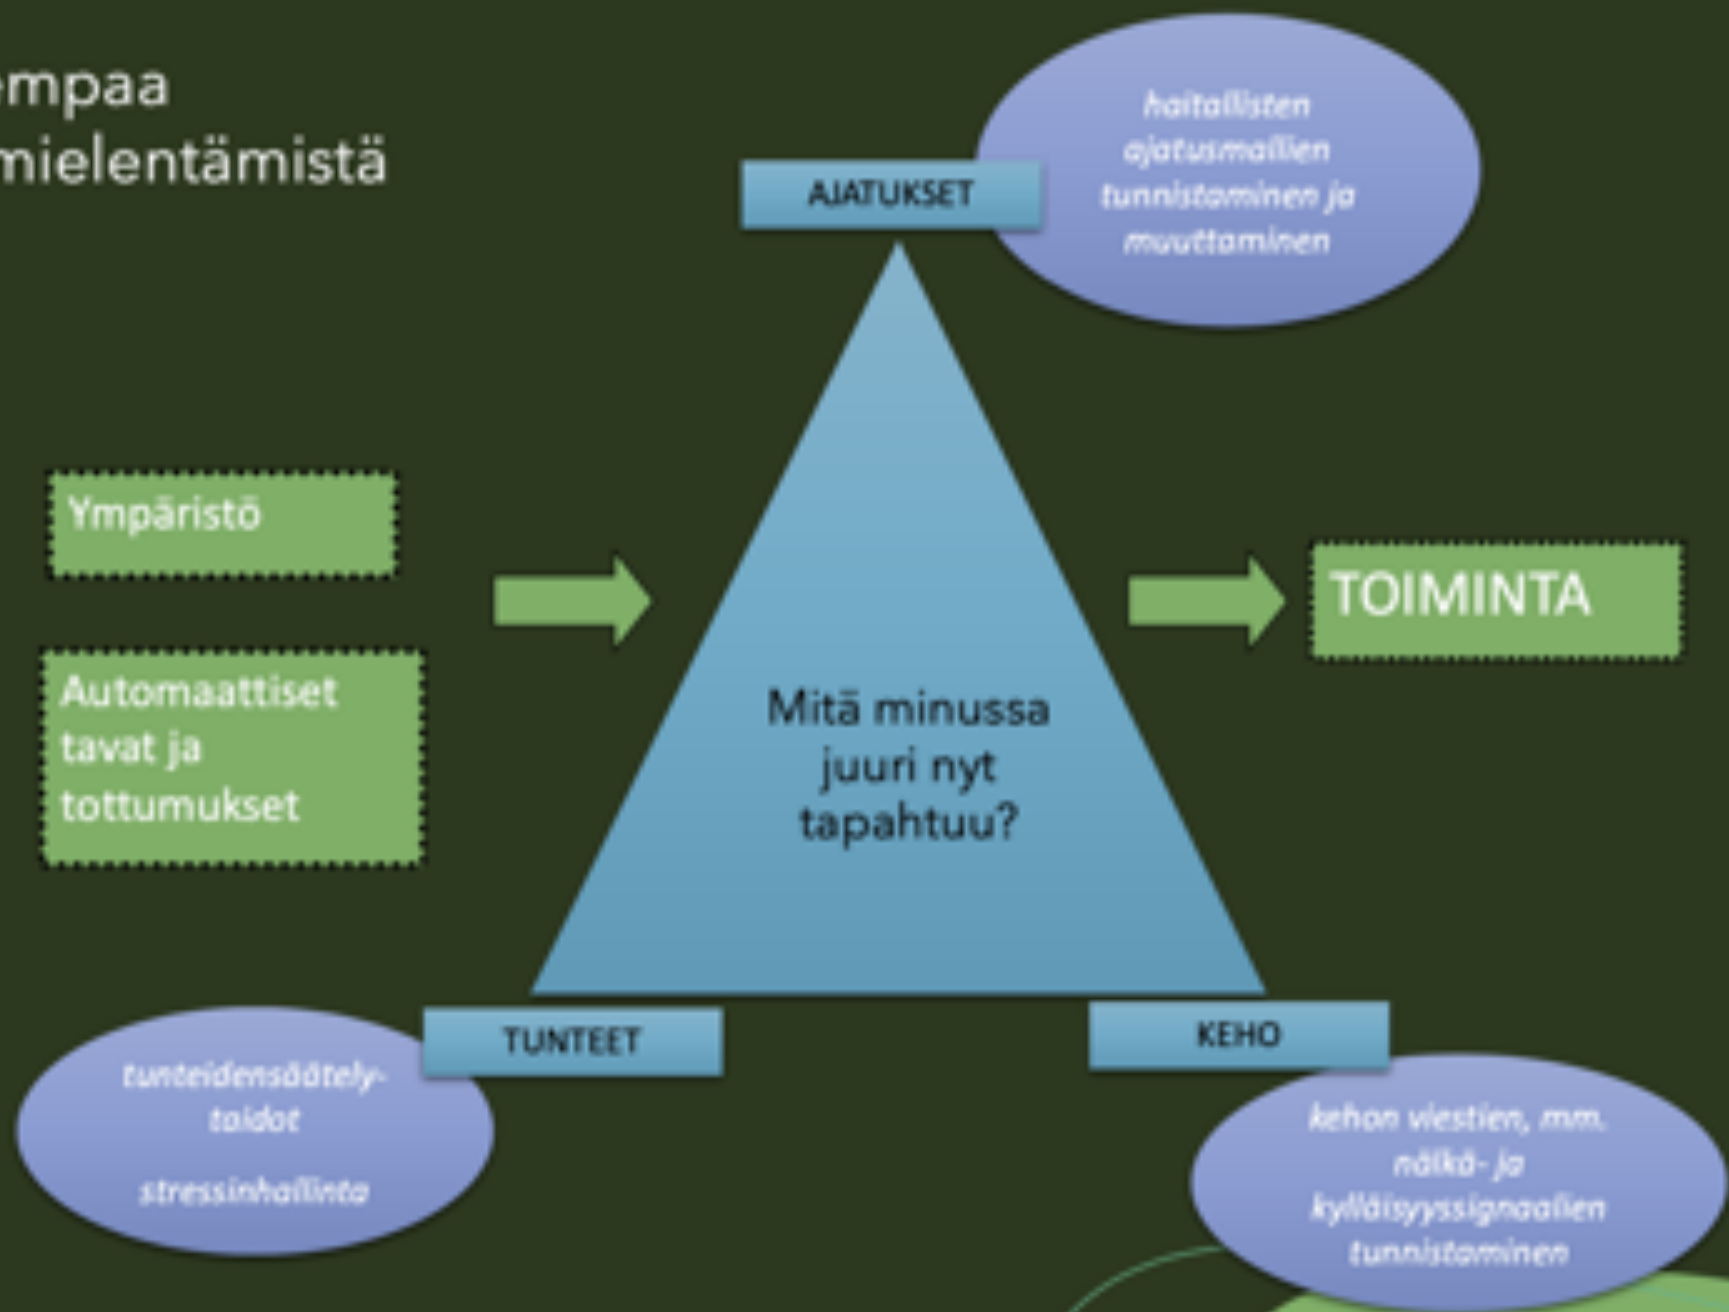 empaa
mielentämistä
AJATUKSET
haitallisten
ajatusmallien
tunnistaminen ja
muuttaminen
Ympäristö
Automaattiset
tavat ja
tottumukset
Mitä minussa
juuri nyt
tapahtuu?
TOIMINTA
TUNTEET
tunteidensäätely-
taidot
stressinhallinta
KEHO
kehon viestien, mm.
nälkä- ja
kylläisyyssignaalien
tunnistaminen